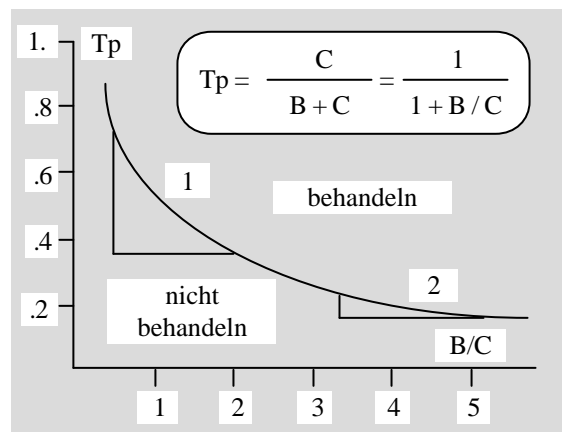 1. Tp
Tp = C / B + C = 1 / 1 + B / C
.8
.6
1
behandeln
.4
2
nicht
behandeln
.2
B/C
1 2 3 4 5